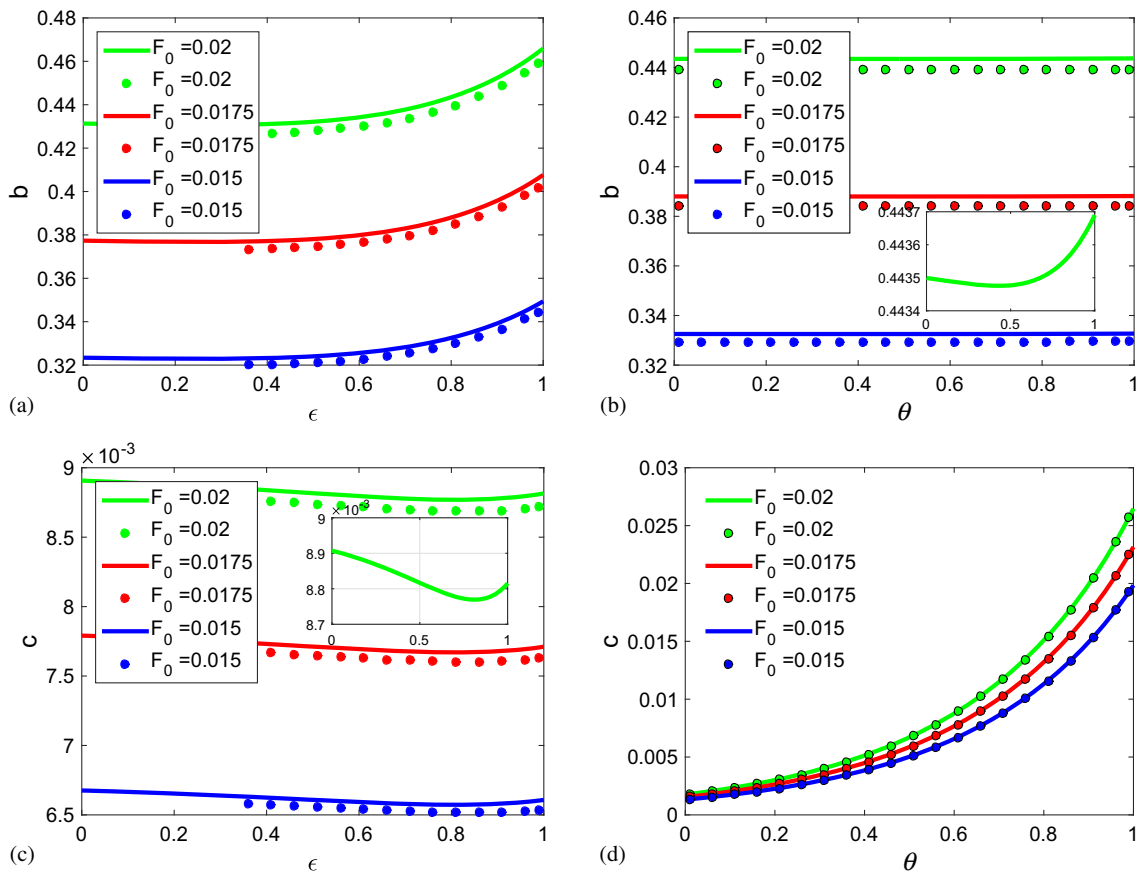 0.48
0.46
0.44
0.42
0.4
0.38
0.36
0.34
0.32
b
F0 =0.02
F0 =0.02
F0 =0.0175
F0 =0.0175
F0 =0.015
F0 =0.015
0 0.2 0.4 0.6 0.8 1
(a) ϵ
0.46
0.44
0.42
0.4
0.38
0.36
0.34
0.32
b
F0 =0.02
F0 =0.02
F0 =0.0175
F0 =0.0175
F0 =0.015
F0 =0.015
0.4437
0.4436
0.4435
0.4434
0 0.5 1
0 0.2 0.4 0.6 0.8 1
(b) θ
× 10-3
9
8.5
8
7.5
7
6.5
c
F0 =0.02
F0 =0.02
F0 =0.0175
F0 =0.0175
F0 =0.015
F0 =0.015
×10-3
9
8.9
8.8
8.7
0 0.5 1
0 0.2 0.4 0.6 0.8 1
(c) ϵ
0.03
0.025
0.02
0.015
0.01
0.005
0
c
F0 =0.02
F0 =0.02
F0 =0.0175
F0 =0.0175
F0 =0.015
F0 =0.015
0 0.2 0.4 0.6 0.8 1
(d) θ